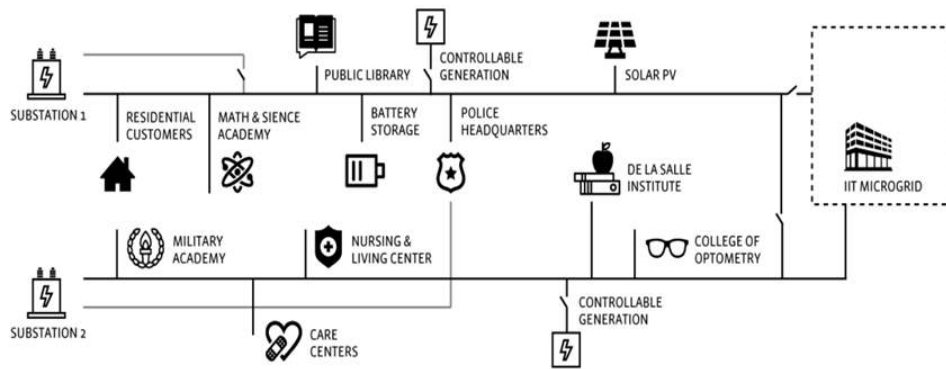 CONTROLLABLE
GENERATION
PUBLIC LIBRARY
SOLAR PV
SUBSTATION 1
RESIDENTIAL
CUSTOMERS
MATH & SIENCE
ACADEMY
BATTERY
STORAGE
POLICE
HEADQUARTERS
DE LA SALLE
INSTITUTE
IIT MICROGRID
MILITARY
ACADEMY
NURSING &
LIVING CENTER
COLLEGE OF
OPTOMETRY
SUBSTATION 2
CARE
CENTERS
CONTROLLABLE
GENERATION